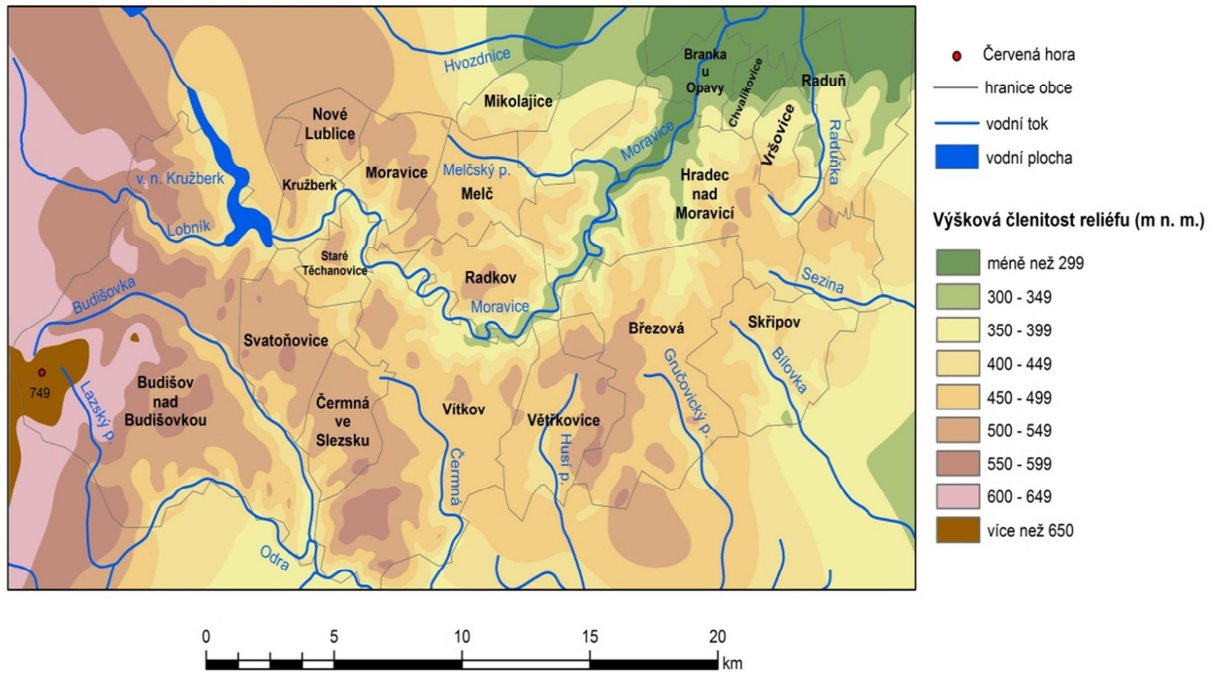 Hvozdnice
Branka
u
Opavy
Chvalíkovice
Raduň
Mikolajice
Nové
Lublice
Vršovice
Raduňka
Moravice
v. n. Kružberk
Kružberk
Moravice
Melčský p.
Melč
Hradec
nad
Moravicí
Lobník
Staré
Těchanovice
Radkov
Sezina
Budišovka
Moravice
Svatoňovice
Březová
Skřipov
749
Lazský p.
Budišov
nad
Budišovkou
Čermná
ve
Slezsku
Vítkov
Větřkovice
Gručovický p.
Bílovka
Čermná
Husí p.
Odra
Červená hora
hranice obce
vodní tok
vodní plocha
Výšková členitost reliéfu (m n. m.)
méně než 299
300 - 349
350 - 399
400 - 449
450 - 499
500 - 549
550 - 599
600 - 649
více než 650
0 5 10 15 20
km